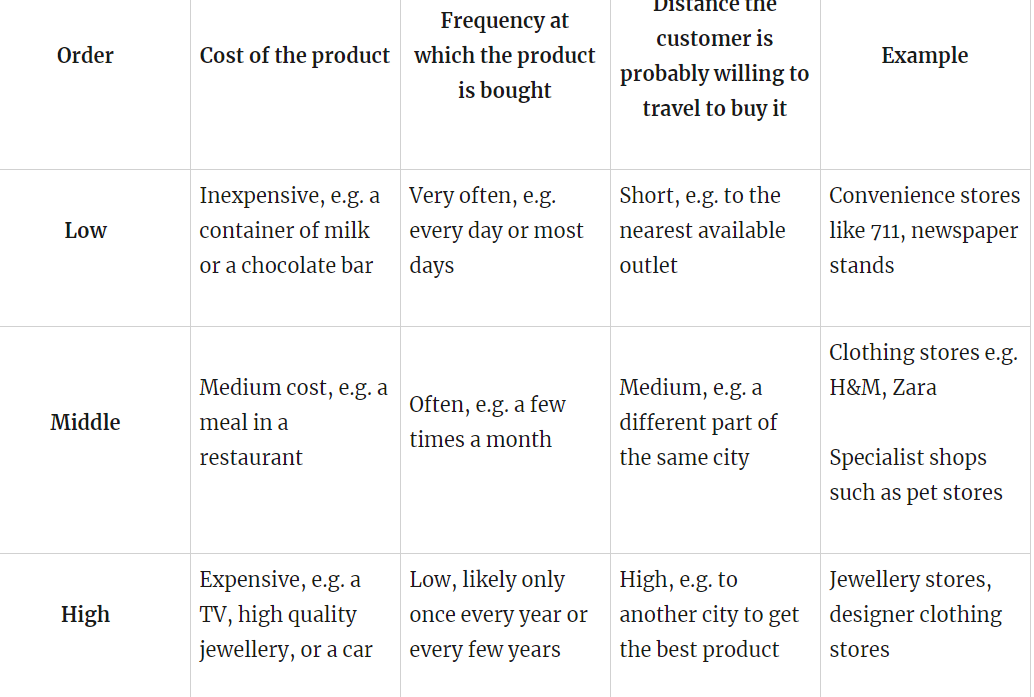 Order
Cost of the product
Frequency at
which the product
is bought
Distance the
customer is
probably willing to
travel to buy it
Example
Low
Inexpensive, e.g. a
container of milk
or a chocolate bar
Very often, e.g.
every day or most
days
Short, e.g. to the
nearest available
outlet
Convenience stores
like 711, newspaper
stands
Middle
Medium cost, e.g. a
meal in a
restaurant
Often, e.g. a few
times a month
Medium, e.g. a
different part of
the same city
Clothing stores e.g.
H&M, Zara
Specialist shops
such as pet stores
High
Expensive, e.g. a
TV, high quality
jewellery, or a car
Low, likely only
once every year or
every few years
High, e.g. to
another city to get
the best product
Jewellery stores,
designer clothing
stores